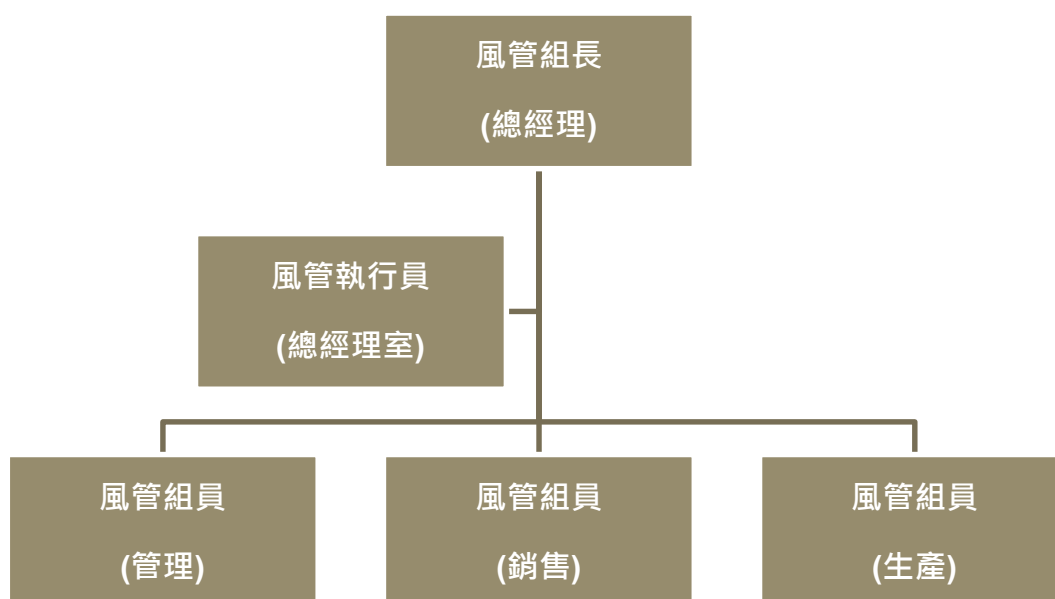 風管組長
(總經理)
風管執行員
(總經理室)
風管組員
(管理)
風管組員
(銷售)
風管組員
(生產)